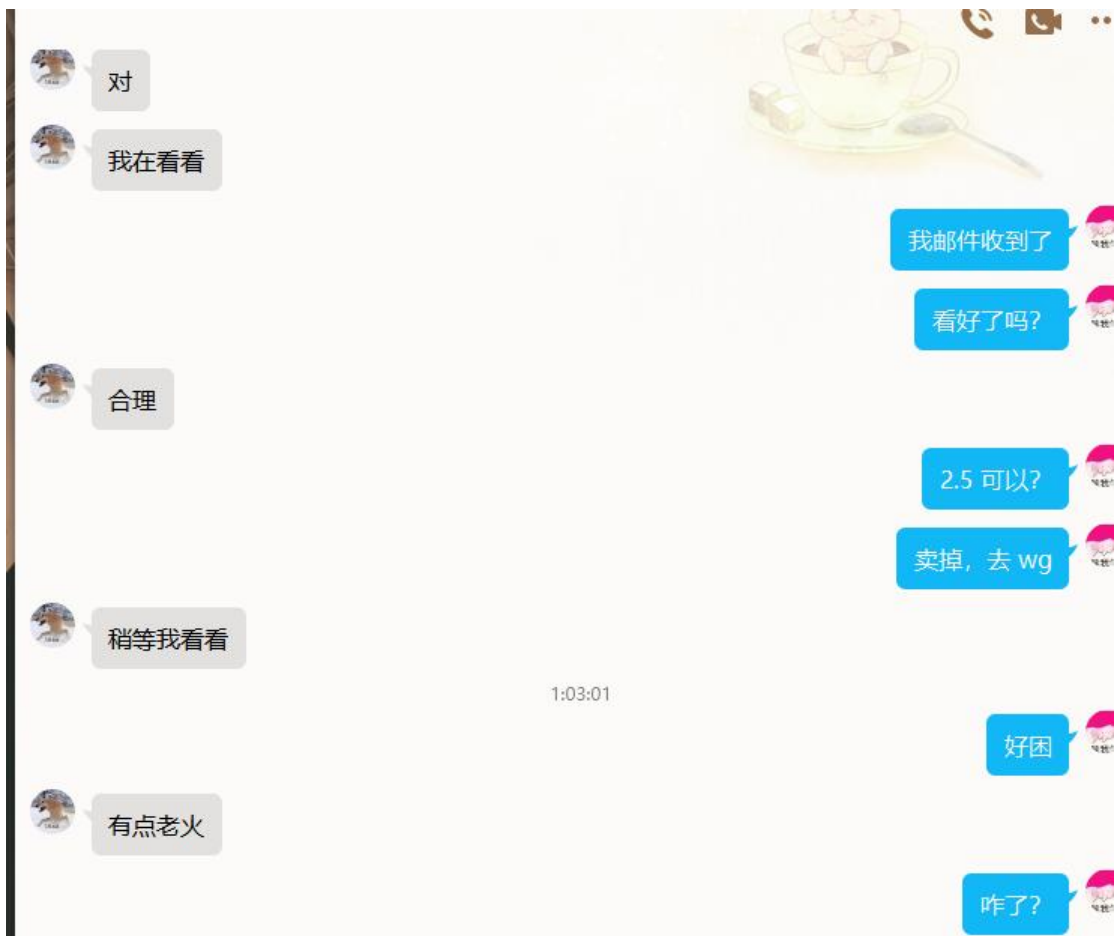 对
我在看看
我邮件收到了
看好了吗?
合理
2.5 可以?
卖掉，去 wg
稍等我看看
1:03:01
好困
有点老火
咋了?